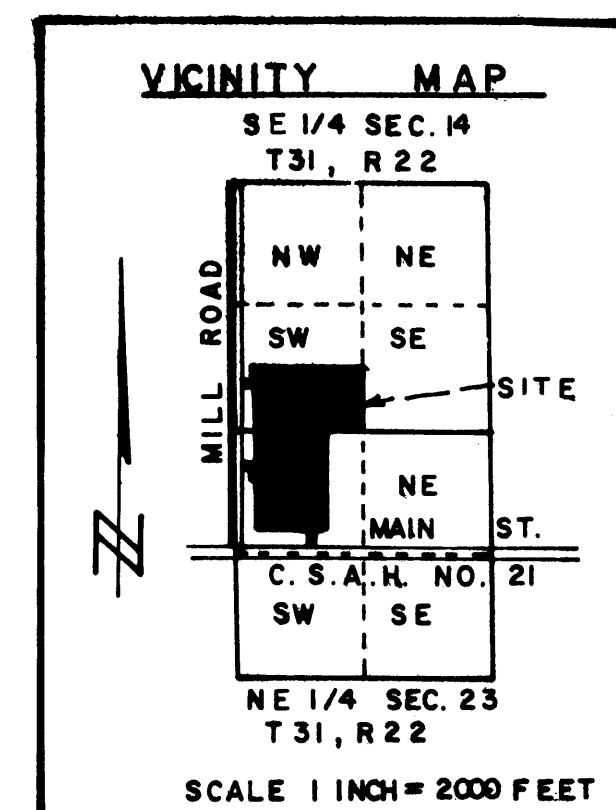 VICINITY MAP
SE 1/4 SEC. 14
T31, R22
NW NE
MILL ROAD
SW SE
SITE
NE
MAIN ST.
C.S.A.H. NO. 21
SW SE
N
NE 1/4 SEC. 23
T31, R22
SCALE 1 INCH = 2000 FEET